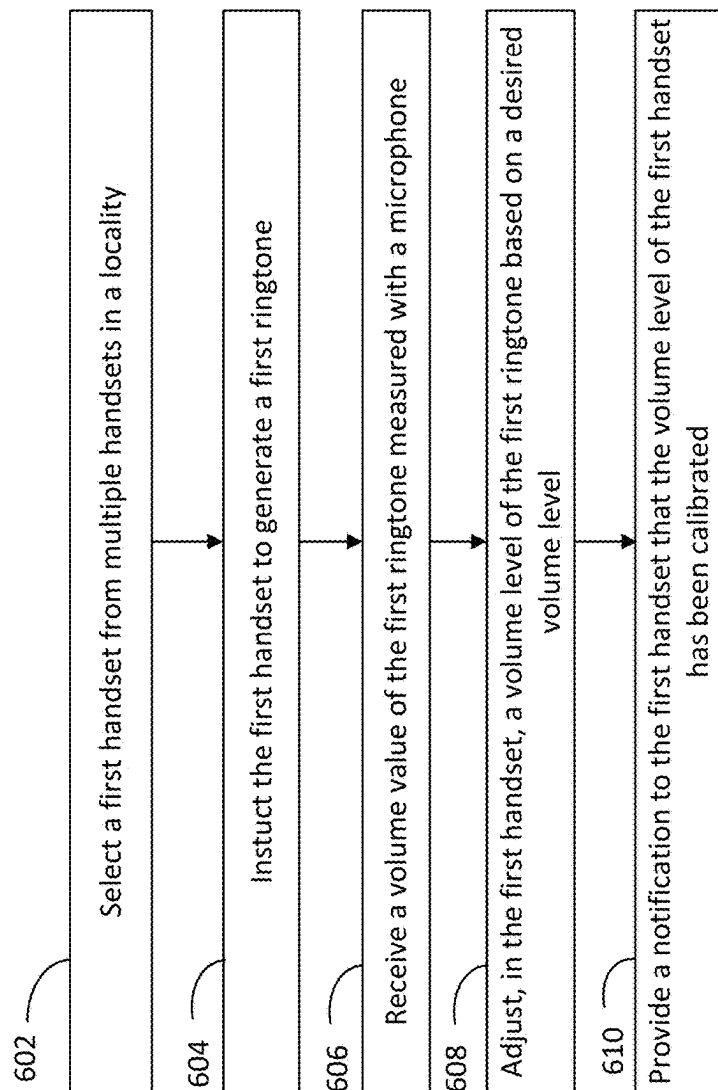 602
Select a first handset from multiple handsets in a locality
604
Instuct the first handset to generate a first ringtone
606
Receive a volume value of the first ringtone measured with a microphone
608
Adjust, in the first handset, a volume level of the first ringtone based on a desired
volume level
610
Provide a notification to the first handset that the volume level of the first handset
has been calibrated